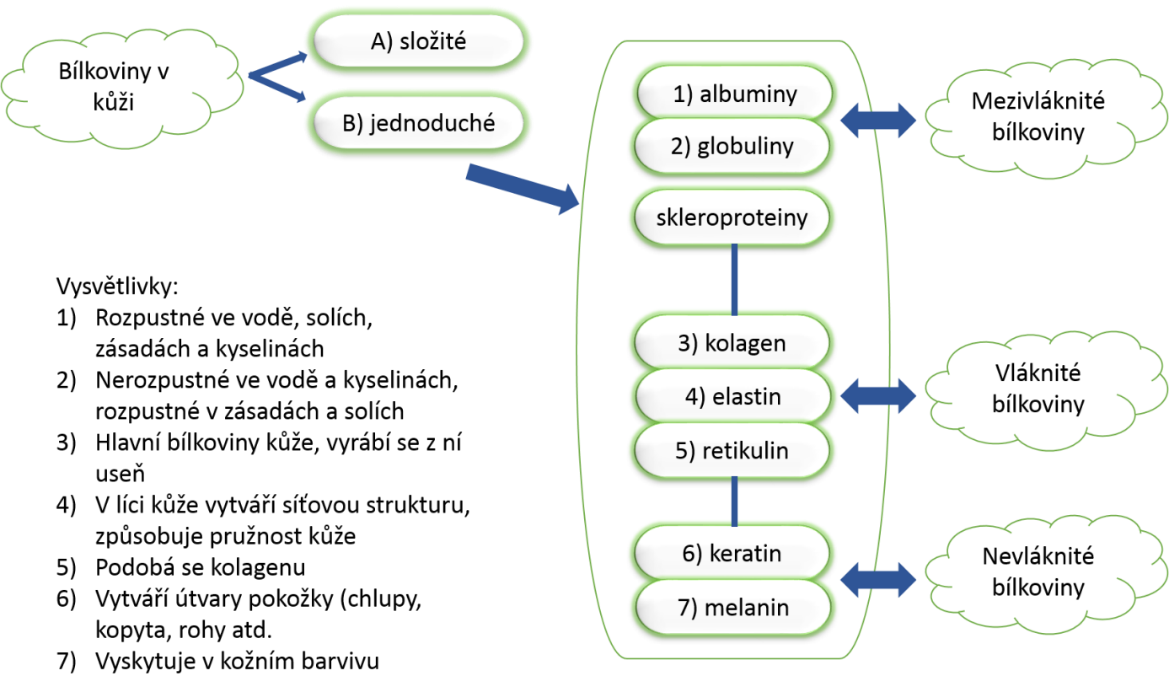 Bílkoviny v
kůži
A) složité
B) jednoduché
1) albuminy
2) globuliny
skleroproteiny
3) kolagen
4) elastin
5) retikulin
6) keratin
7) melanin
Mezivláknité
bílkoviny
Vláknité
bílkoviny
Nevláknité
bílkoviny
Vysvětlivky:
1) Rozpustné ve vodě, solích,
zásadách a kyselinách
2) Nerozpustné ve vodě a kyselinách,
rozpustné v zásadách a solích
3) Hlavní bílkoviny kůže, vyrábí se z ní
useň
4) V líci kůže vytváří síťovou strukturu,
způsobuje pružnost kůže
5) Podobá se kolagenu
6) Vytváří útvary pokožky (chlupy,
kopyta, rohy atd.
7) Vyskytuje v kožním barvivu